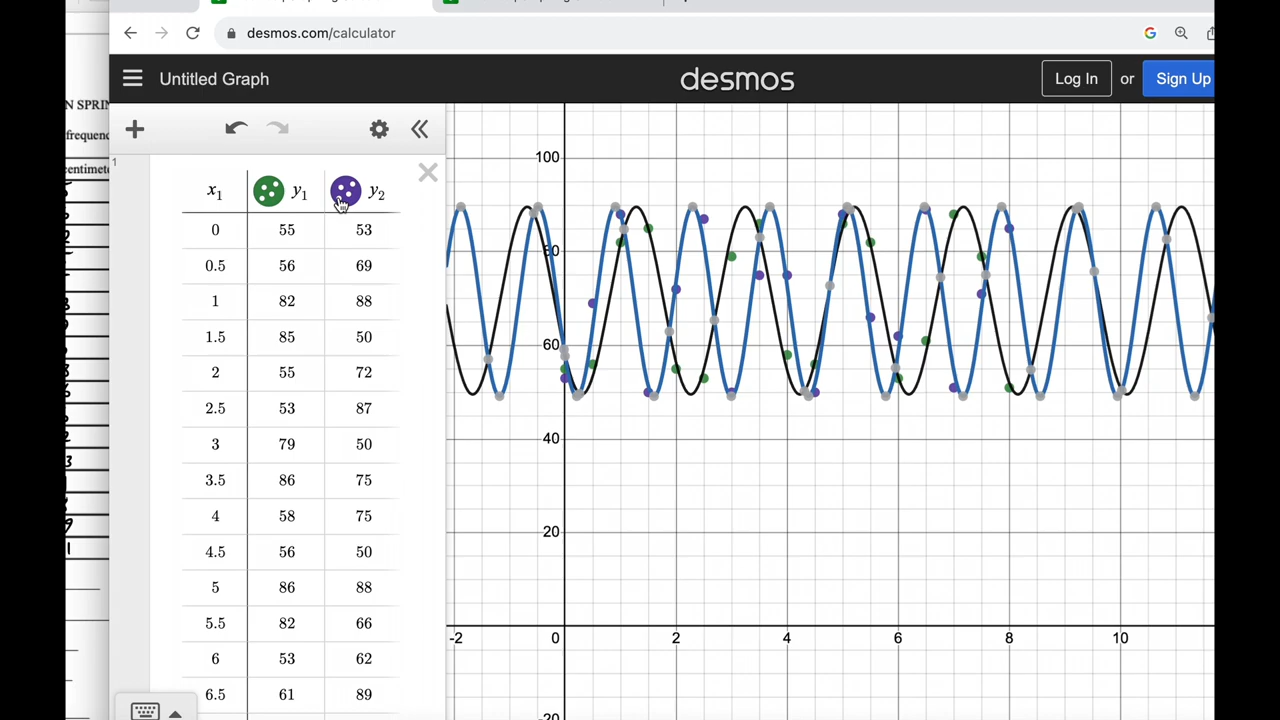 desmos.com/calculator
Untitled Graph
desmos
Log In or Sign Up
N SPRIN
frequenc
centimete
1
x₁ y₁ y₂
0 55 53
0.5 56 69
1 82 88
1.5 85 50
2 55 72
2.5 53 87
3 79 50
3.5 86 75
4 58 75
4.5 56 50
5 86 88
5.5 82 66
6 53 62
6.5 61 89
100
80
60
40
20
-2 0 2 4 6 8 10
-20